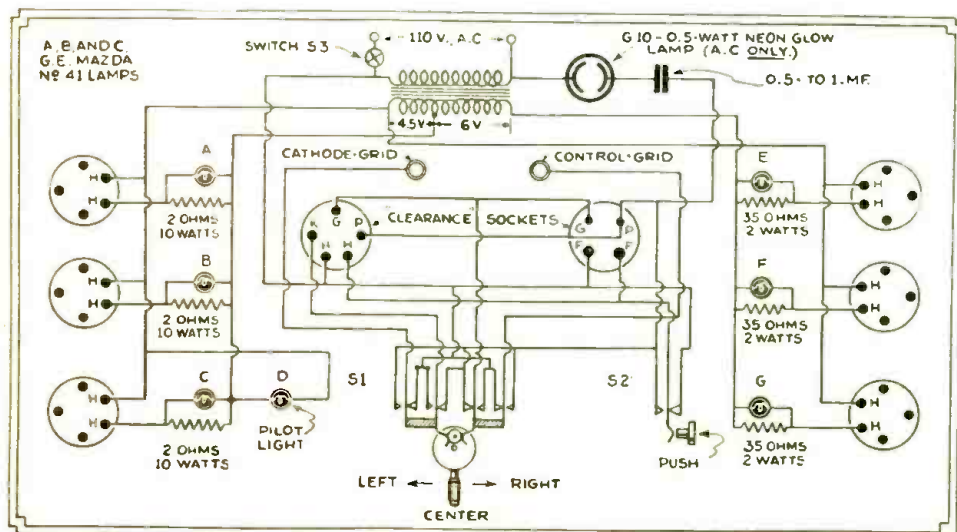 A, B, AND C,
G.E. MAZDA
Nº 41 LAMPS
SWITCH S3
110 V., A.C
G10-0.5-WATT NEON GLOW
LAMP (A.C ONLY.)
0.5- TO 1.MF.
4.5V
6V
CATHODE-GRID
CONTROL-GRID
CLEARANCE SOCKETS
G
K
P
H
H
G
P
F
F
H
H
A
2 OHMS
10 WATTS
H
H
B
2 OHMS
10 WATTS
H
H
C
2 OHMS
10 WATTS
D
PILOT
LIGHT
S1
S2
LEFT
RIGHT
CENTER
PUSH
E
35 OHMS
2 WATTS
H
H
F
35 OHMS
2 WATTS
H
H
G
35 OHMS
2 WATTS
H
H